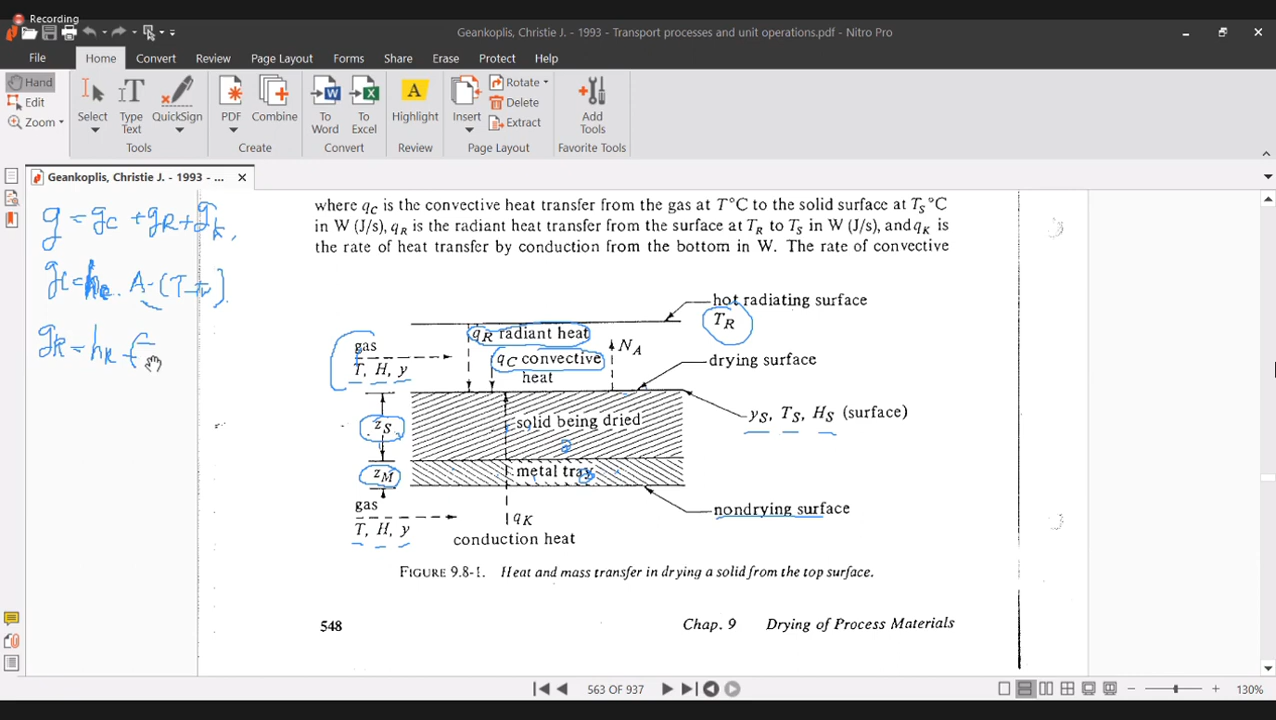 Recording
Geankoplis, Christie J. - 1993 - Transport processes and unit operations.pdf - Nitro Pro
File Home Convert Review Page Layout Forms Share Erase Protect Help
Hand
Edit
Zoom
Select
Type Text
QuickSign
PDF
Combine
To Word
To Excel
Highlight
Insert
Rotate
Delete
Extract
Add Tools
Tools Create Convert Review Page Layout Favorite Tools
Geankoplis, Christie J. - 1993 - ...
where qC is the convective heat transfer from the gas at T°C to the solid surface at TS°C
in W (J/s), qR is the radiant heat transfer from the surface at TR to TS in W (J/s), and qK is
the rate of heat transfer by conduction from the bottom in W. The rate of convective
q = qC + qR + qK,
hot radiating surface
TR
qR radiant heat
gas
T, H, y
qC convective heat
NA
drying surface
yS, TS, HS (surface)
zS
solid being dried
zM
metal tray
gas
T, H, y
qK
conduction heat
nondrying surface
FIGURE 9.8-1. Heat and mass transfer in drying a solid from the top surface.
548 Chap. 9 Drying of Process Materials
563 OF 937
130%